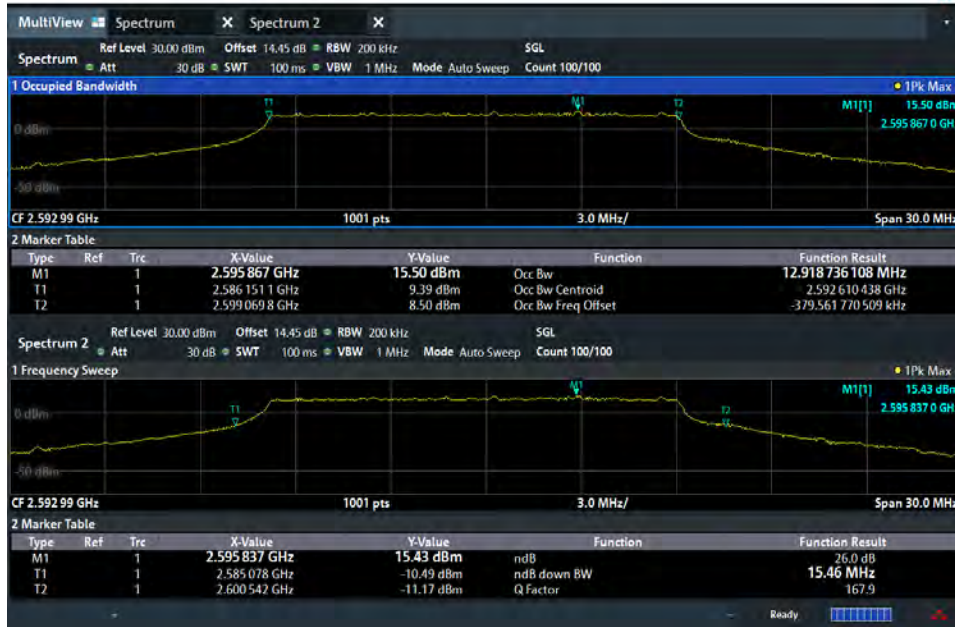 MultiView Spectrum X Spectrum 2 X
Ref Level 30.00 dBm Offset 14.45 dB RBW 200 kHz SGL
Spectrum Att 30 dB SWT 100 ms VBW 1 MHz Mode Auto Sweep Count 100/100
1 Occupied Bandwidth 1Pk Max
T1 M1 T2 M1[1] 15.50 dBm
0 dBm 2.595 867 0 GH
-50 dBm
CF 2.592 99 GHz 1001 pts 3.0 MHz/ Span 30.0 MHz
2 Marker Table
Type Ref Trc X-Value Y-Value Function Function Result
M1 1 2.595 867 GHz 15.50 dBm Occ Bw 12.918 736 108 MHz
T1 1 2.586 151 1 GHz 9.39 dBm Occ Bw Centroid 2.592 610 438 GHz
T2 1 2.599 069 8 GHz 8.50 dBm Occ Bw Freq Offset -379.561 770 509 kHz
Ref Level 30.00 dBm Offset 14.45 dB RBW 200 kHz SGL
Spectrum 2 Att 30 dB SWT 100 ms VBW 1 MHz Mode Auto Sweep Count 100/100
1 Frequency Sweep 1Pk Max
M1 M1[1] 15.43 dBm
0 dBm T1 T2 2.595 837 0 GH
-50 dBm
CF 2.592 99 GHz 1001 pts 3.0 MHz/ Span 30.0 MHz
2 Marker Table
Type Ref Trc X-Value Y-Value Function Function Result
M1 1 2.595 837 GHz 15.43 dBm ndB 26.0 dB
T1 1 2.585 078 GHz -10.49 dBm ndB down BW 15.46 MHz
T2 1 2.600 542 GHz -11.17 dBm Q Factor 167.9
Ready